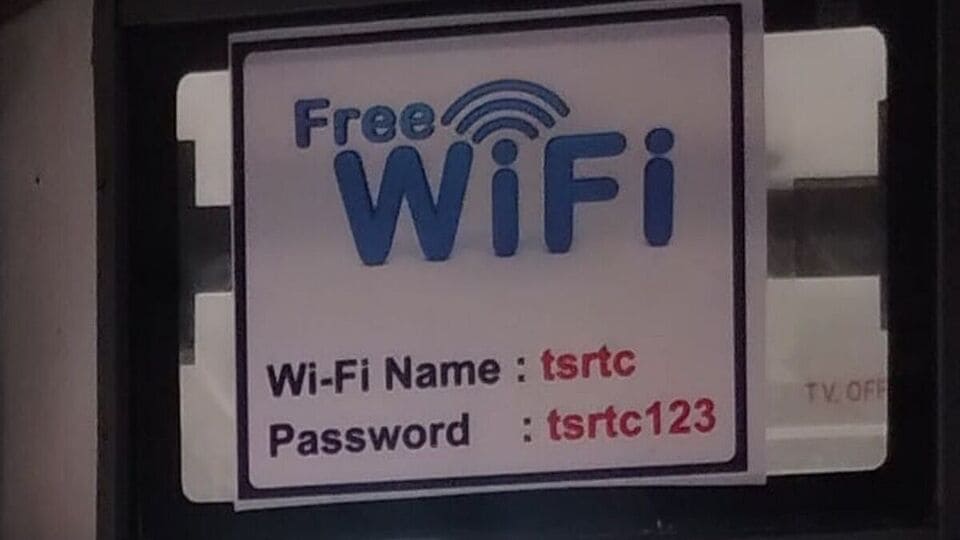 Free
WiFi
Wi-Fi Name : tsrtc
Password : tsrtc123
TV. OFF